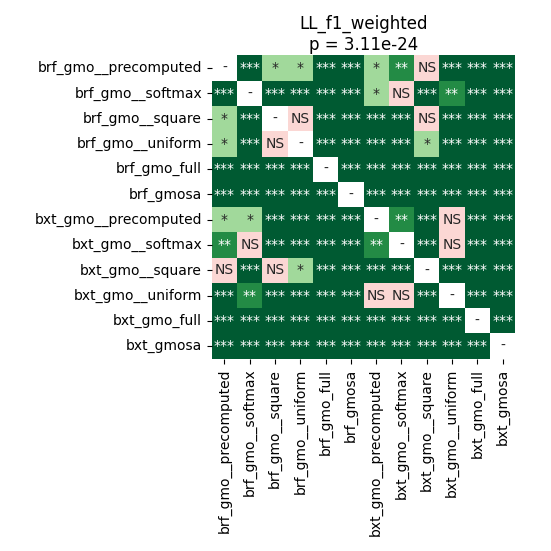 LL_f1_weighted
p = 3.11e-24
brf_gmo__precomputed - *** * * *** *** * ** NS *** *** ***
brf_gmo__softmax *** - *** *** *** *** * NS *** ** *** ***
brf_gmo__square * *** - NS *** *** *** *** NS *** *** ***
brf_gmo__uniform * *** NS - *** *** *** *** * *** *** ***
brf_gmo_full *** *** *** *** - *** *** *** *** *** *** ***
brf_gmosa *** *** *** *** *** - *** *** *** *** *** ***
bxt_gmo__precomputed * * *** *** *** *** - ** *** NS *** ***
bxt_gmo__softmax ** NS *** *** *** *** ** - *** NS *** ***
bxt_gmo__square NS *** NS * *** *** *** *** - *** *** ***
bxt_gmo__uniform *** ** *** *** *** *** NS NS *** - *** ***
bxt_gmo_full *** *** *** *** *** *** *** *** *** *** - ***
bxt_gmosa *** *** *** *** *** *** *** *** *** *** *** -
brf_gmo__precomputed
brf_gmo__softmax
brf_gmo__square
brf_gmo__uniform
brf_gmo_full
brf_gmosa
bxt_gmo__precomputed
bxt_gmo__softmax
bxt_gmo__square
bxt_gmo__uniform
bxt_gmo_full
bxt_gmosa